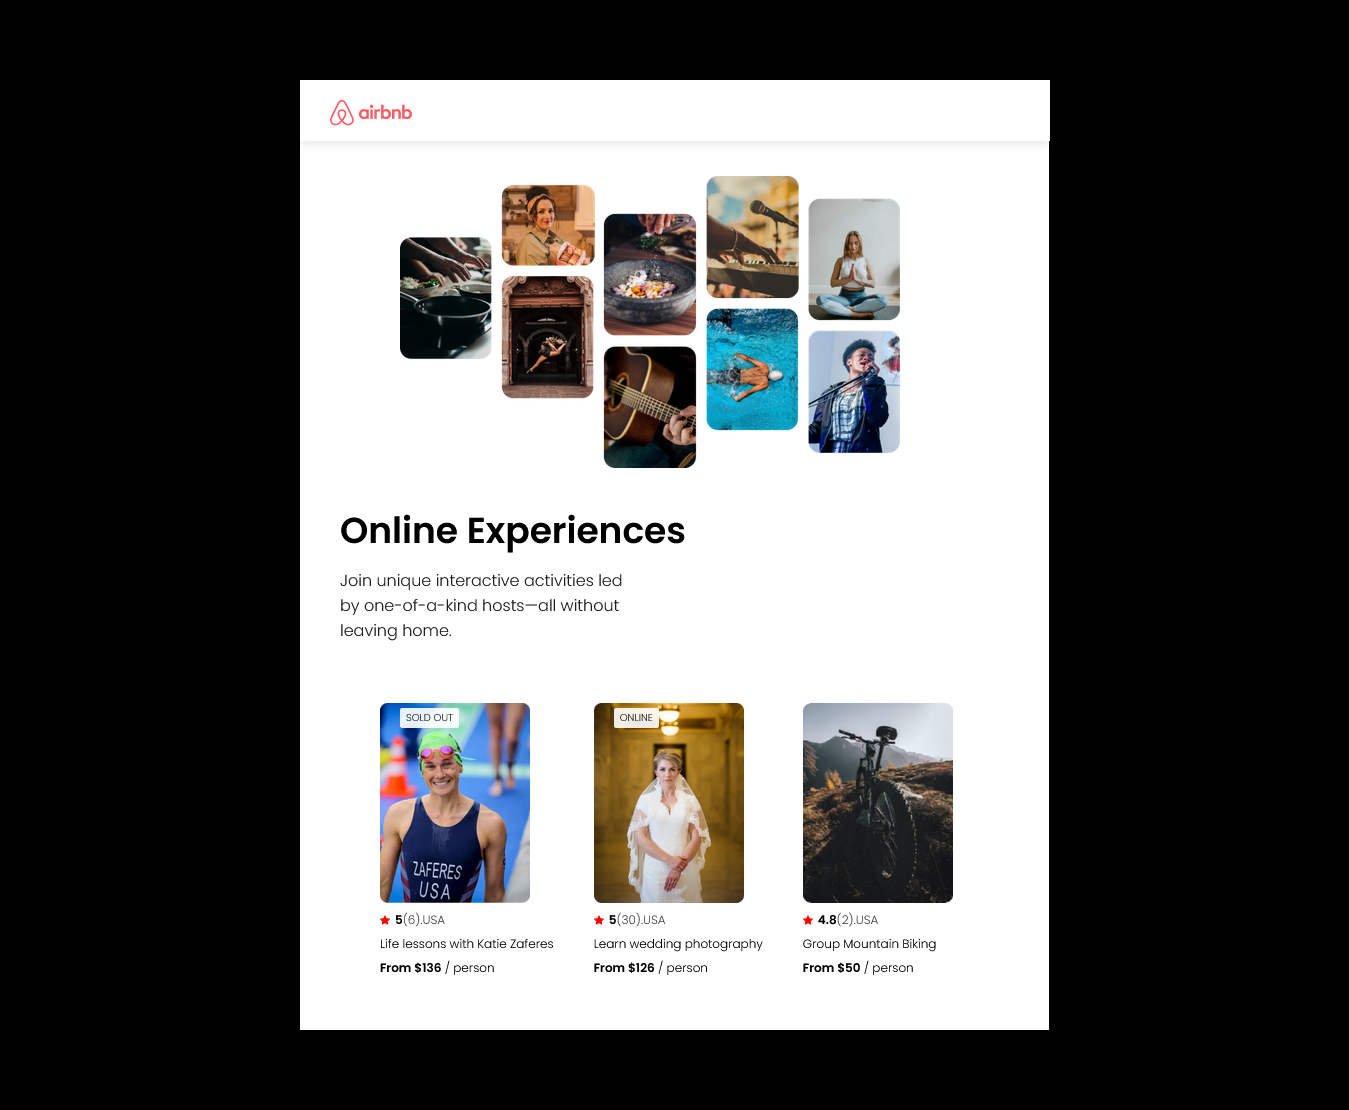 airbnb
Online Experiences
Join unique interactive activities led
by one-of-a-kind hosts—all without
leaving home.
SOLD OUT
ZAFERES
USA
5(6).USA
Life lessons with Katie Zaferes
From $136 / person
ONLINE
5(30).USA
Learn wedding photography
From $126 / person
4.8(2).USA
Group Mountain Biking
From $50 / person